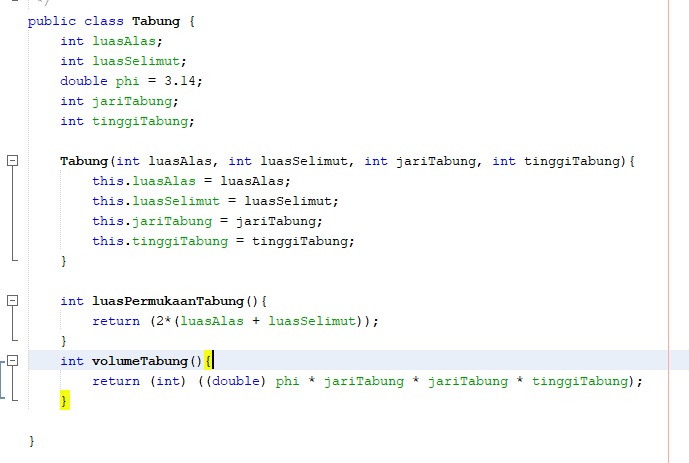 */
public class Tabung {
    int luasAlas;
    int luasSelimut;
    double phi = 3.14;
    int jariTabung;
    int tinggiTabung;

    Tabung(int luasAlas, int luasSelimut, int jariTabung, int tinggiTabung){
        this.luasAlas = luasAlas;
        this.luasSelimut = luasSelimut;
        this.jariTabung = jariTabung;
        this.tinggiTabung = tinggiTabung;
    }

    int luasPermukaanTabung(){
        return (2*(luasAlas + luasSelimut));
    }
    int volumeTabung(){
        return (int) ((double) phi * jariTabung * jariTabung * tinggiTabung);
    }

}